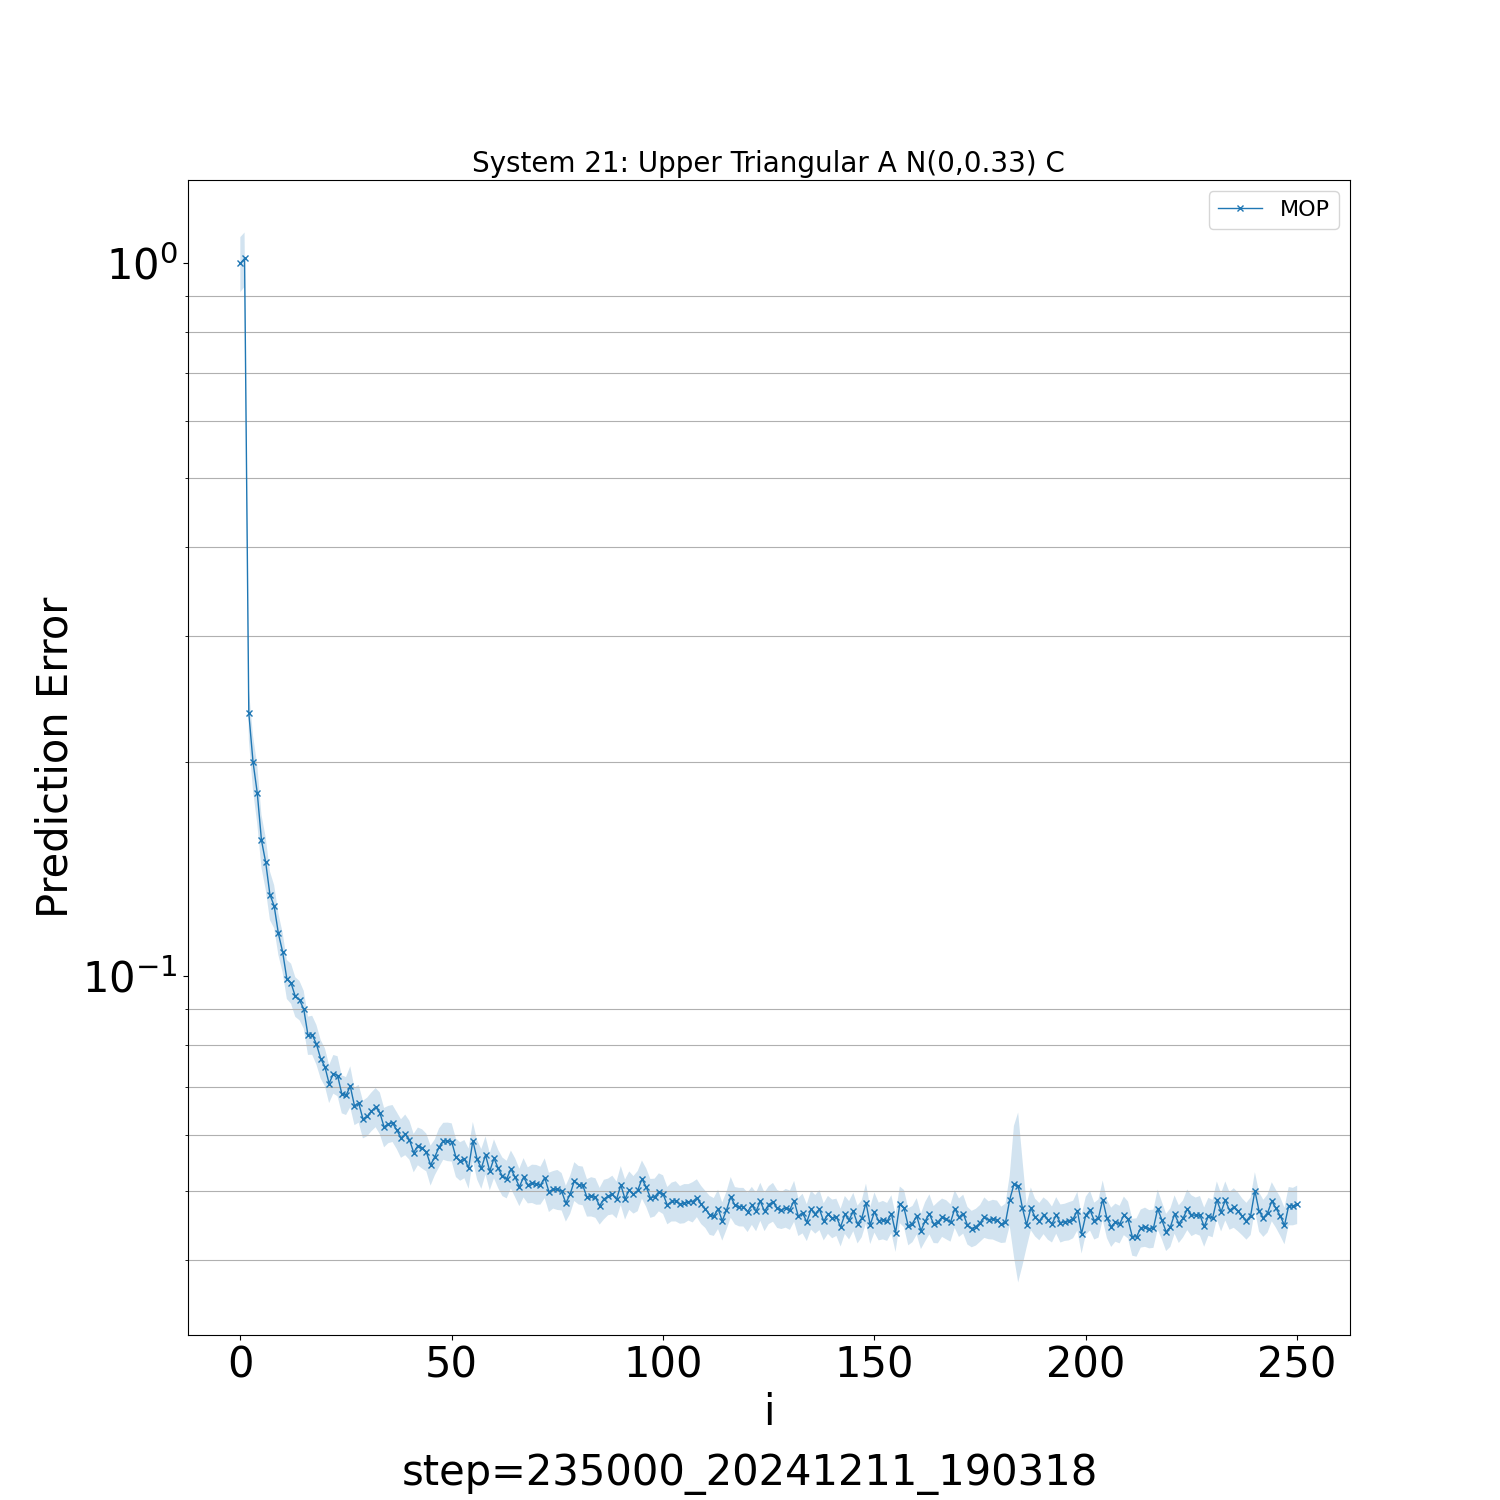 System 21: Upper Triangular A N(0,0.33) C
MOP
10⁰
10⁻¹
Prediction Error
0 50 100 150 200 250
i
step=235000_20241211_190318